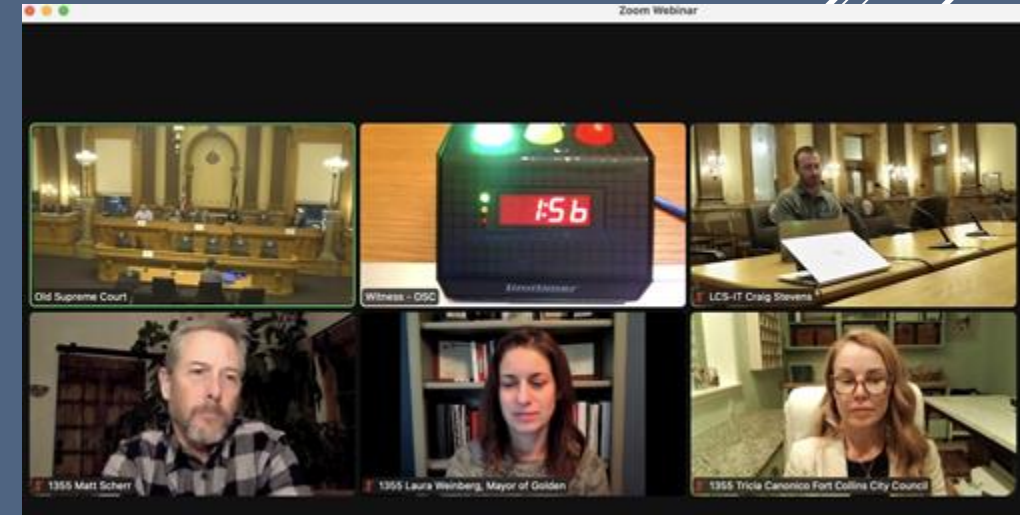 Zoom Webinar
1:56
Old Supreme Court
Witness - OSC
LCS-IT Craig Stevens
1355 Matt Scherr
1355 Laura Weinberg, Mayor of Golden
1355 Tricia Canonico Fort Collins City Council